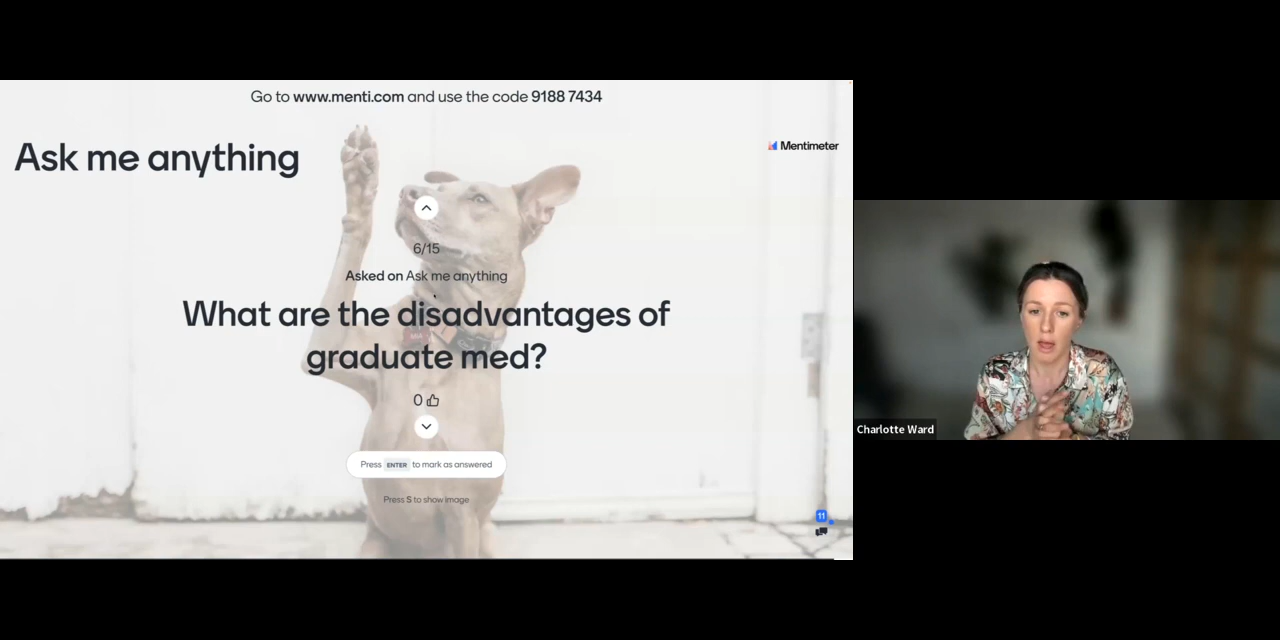 Go to www.menti.com and use the code 9188 7434
Ask me anything
Mentimeter
6/15
Asked on Ask me anything
What are the disadvantages of
graduate med?
0
Press ENTER to mark as answered
Press S to show image
11
Charlotte Ward